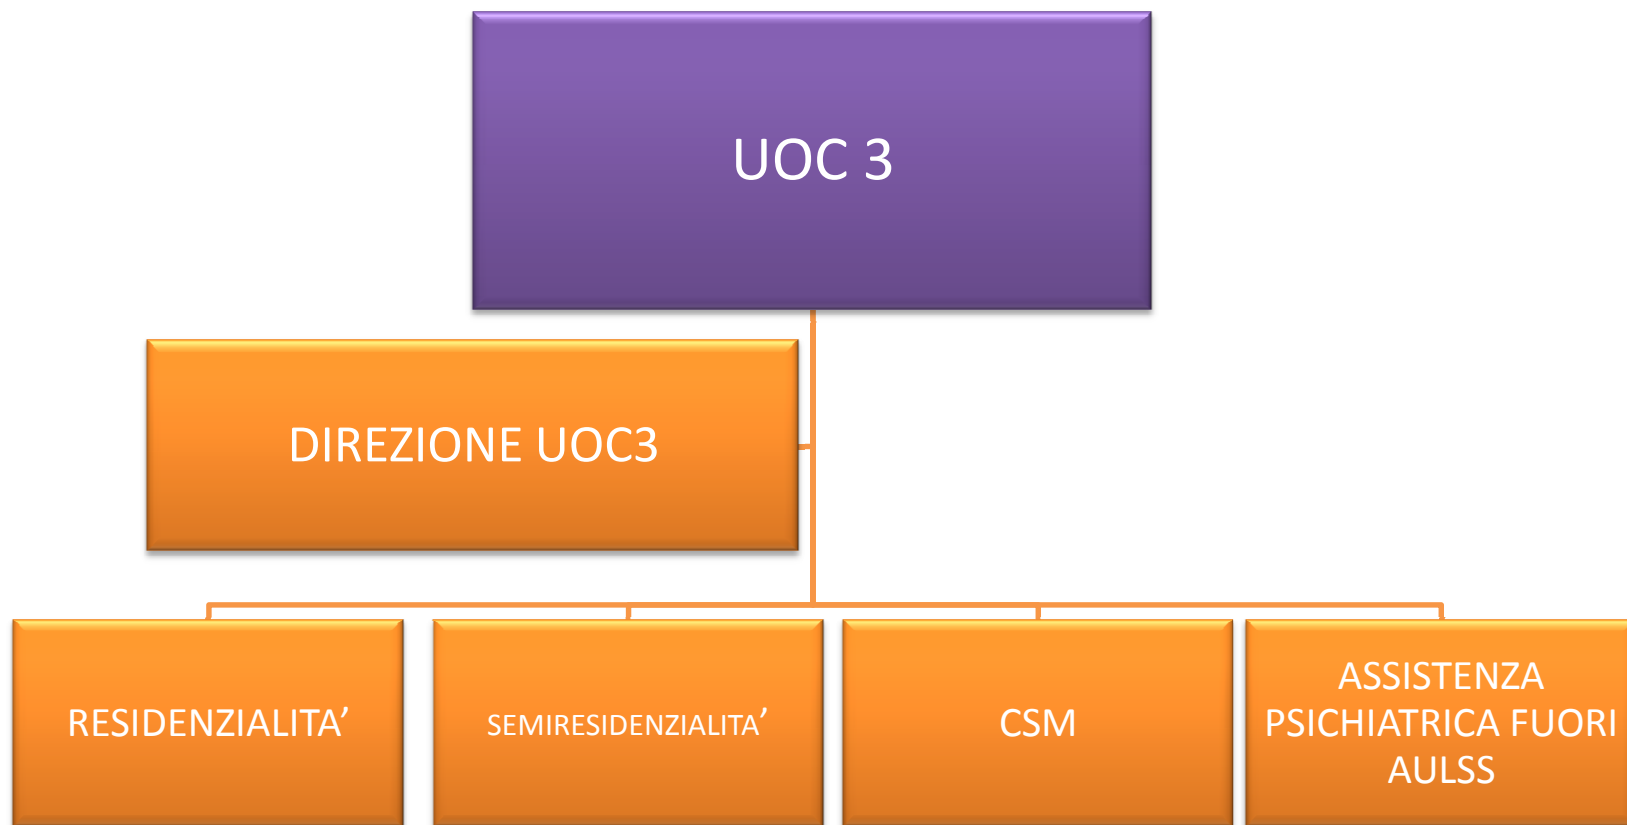 UOC 3
DIREZIONE UOC3
RESIDENZIALITA’
SEMIRESIDENZIALITA’
CSM
ASSISTENZA
PSICHIATRICA FUORI
AULSS